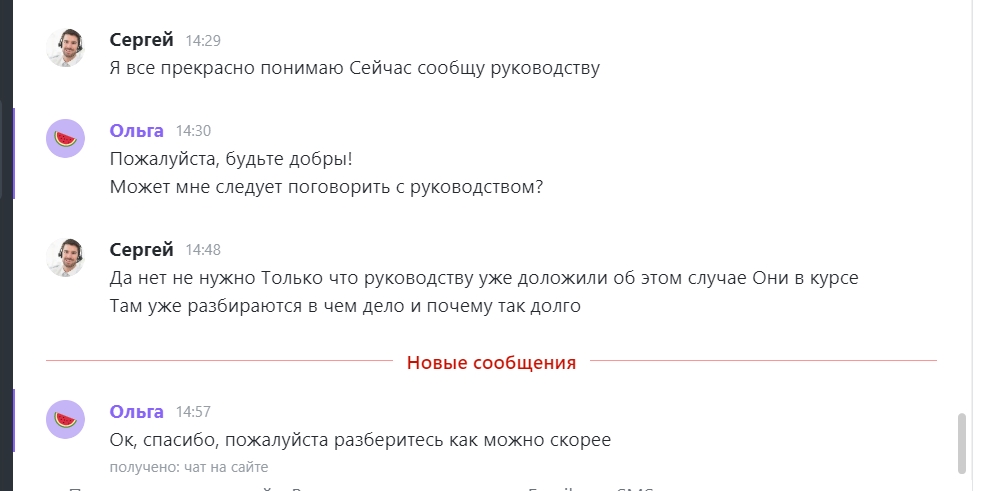 Сергей 14:29
Я все прекрасно понимаю Сейчас сообщу руководству
Ольга 14:30
Пожалуйста, будьте добры!
Может мне следует поговорить с руководством?
Сергей 14:48
Да нет не нужно Только что руководству уже доложили об этом случае Они в курсе
Там уже разбираются в чем дело и почему так долго
Новые сообщения
Ольга 14:57
Ок, спасибо, пожалуйста разберитесь как можно скорее
получено: чат на сайте